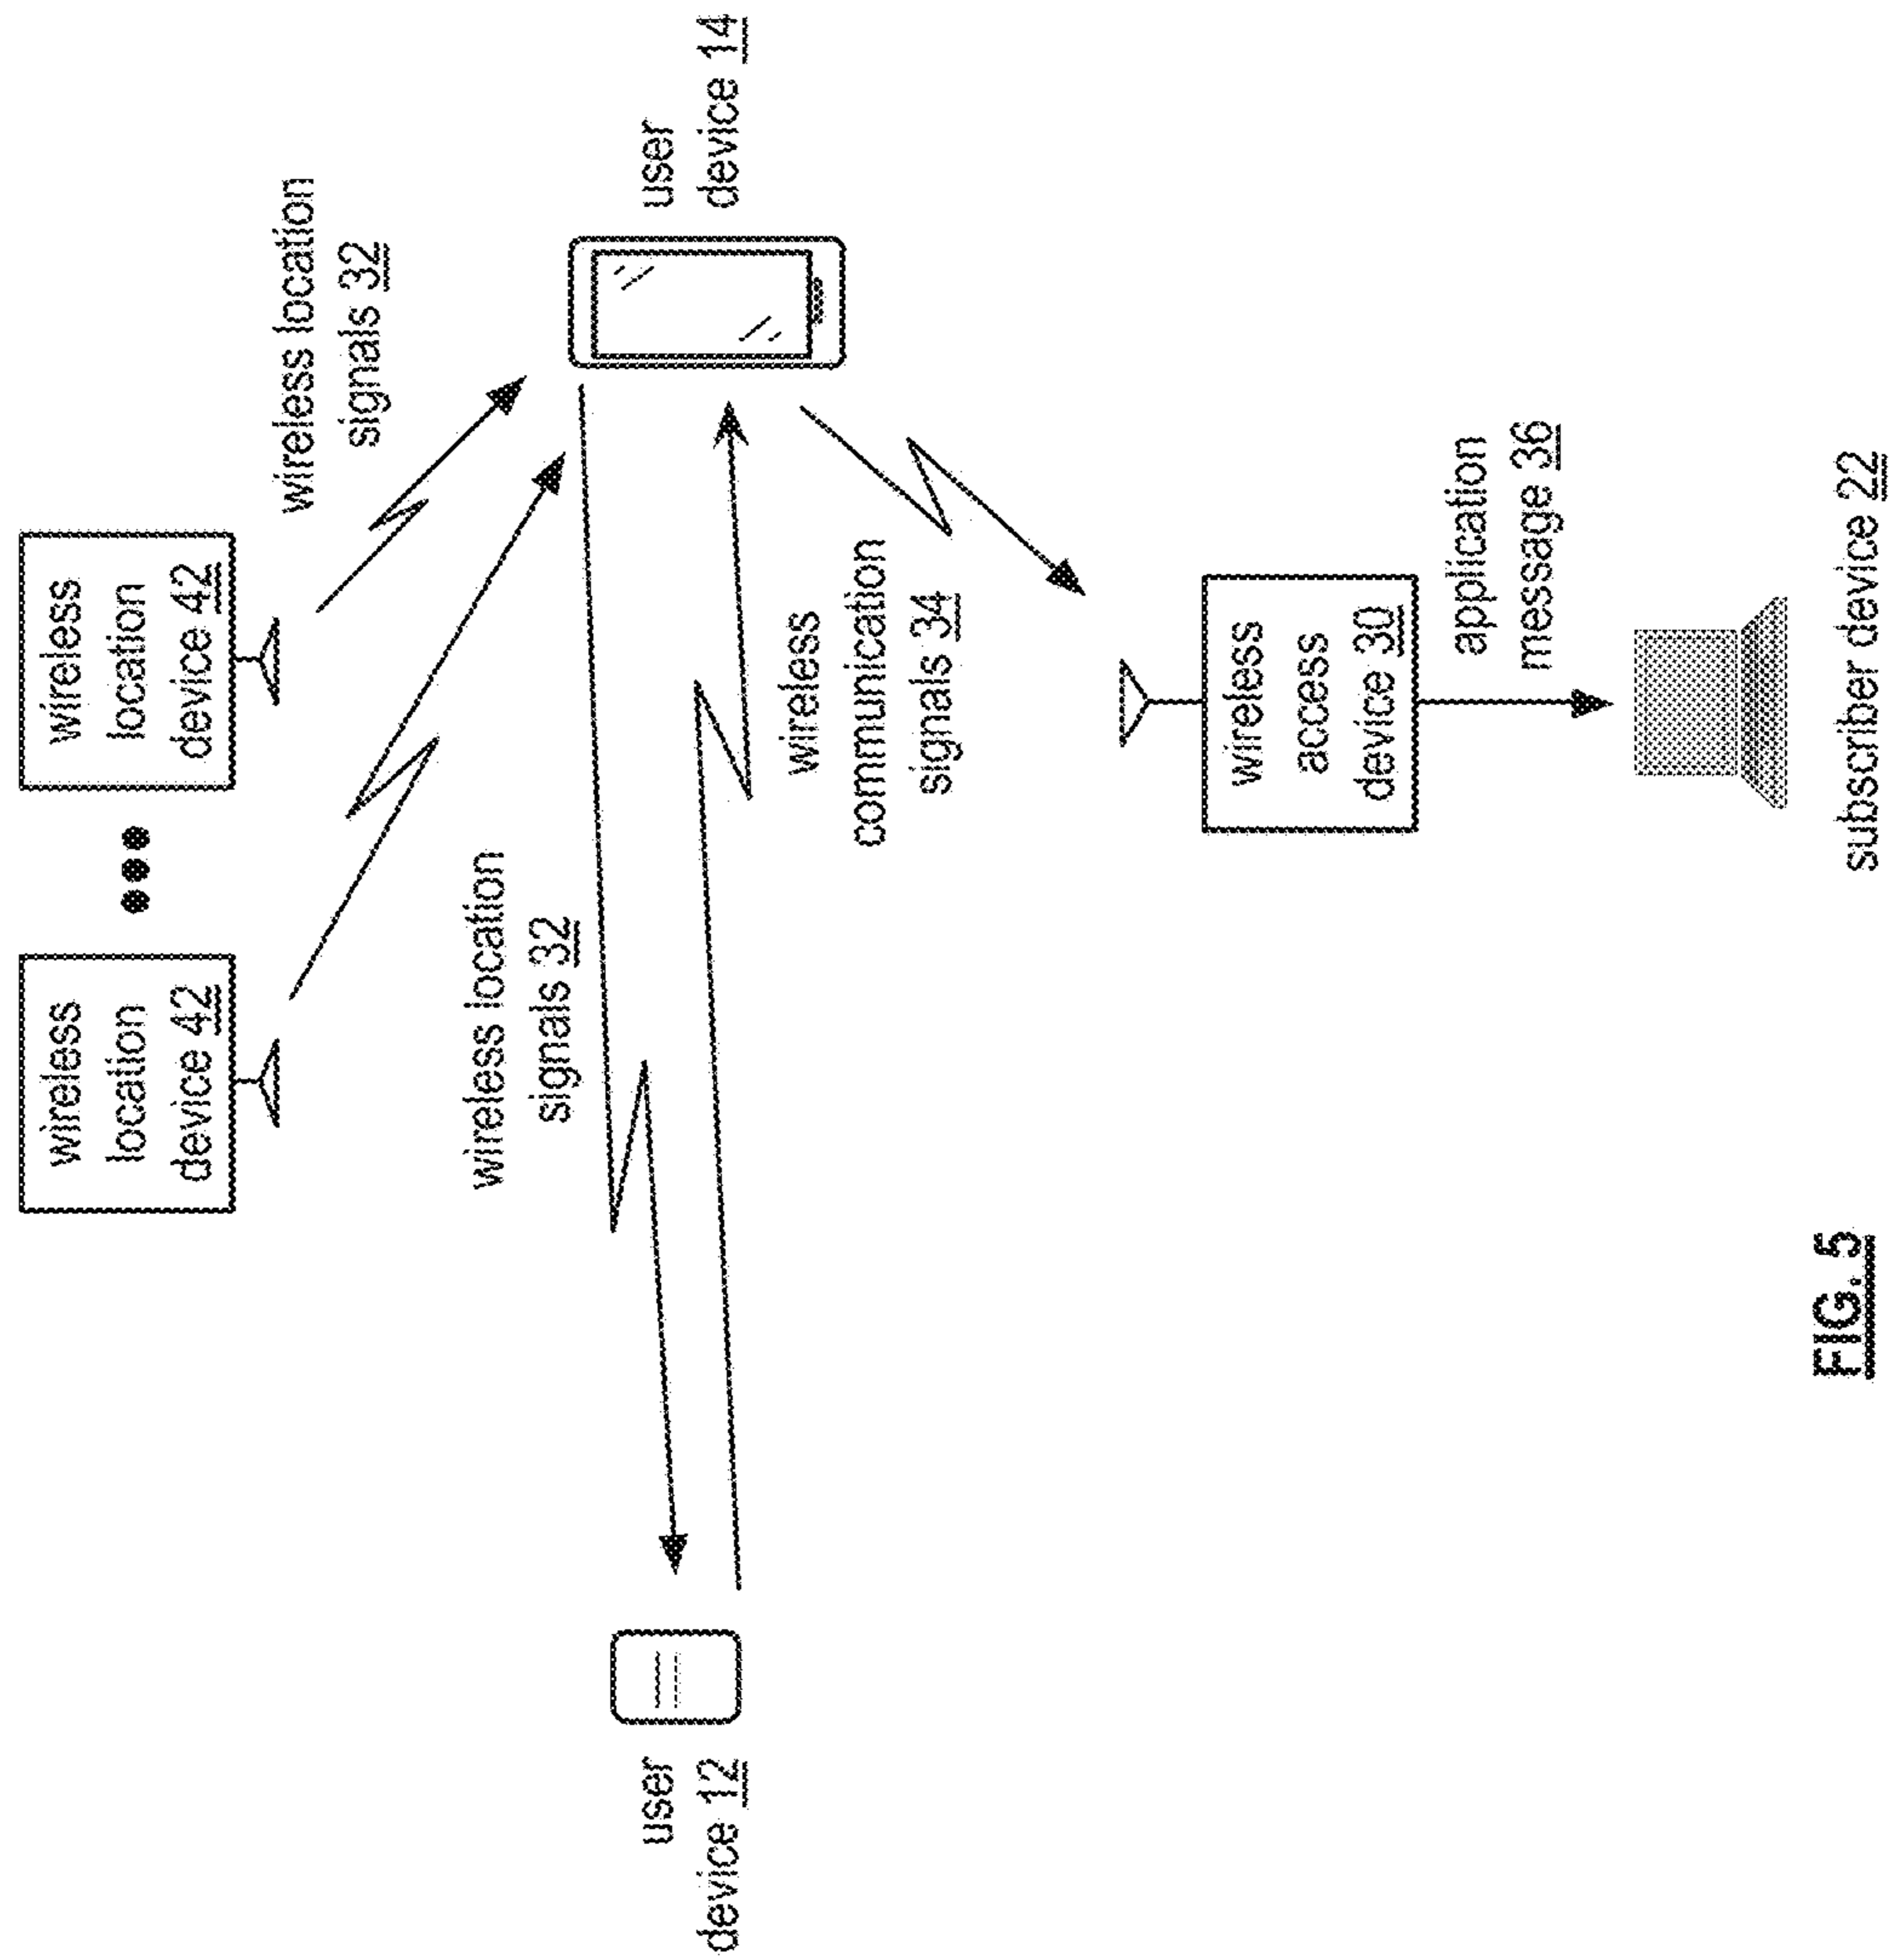 wireless
location
device 42
wireless
location
device 42
wireless location
signals 32
wireless location
signals 32
user
device 12
user
device 14
wireless
communication
signals 34
wireless
access
device 30
application
message 36
subscriber device 22
FIG. 5